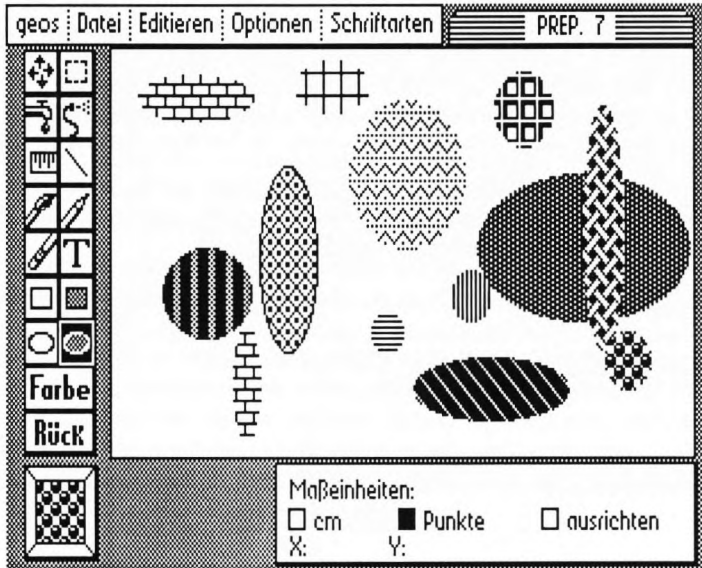 geos Datei Editieren Optionen Schriftarten PREP. 7
T
Farbe
Rück
Maßeinheiten:
cm Punkte ausrichten
X: Y: